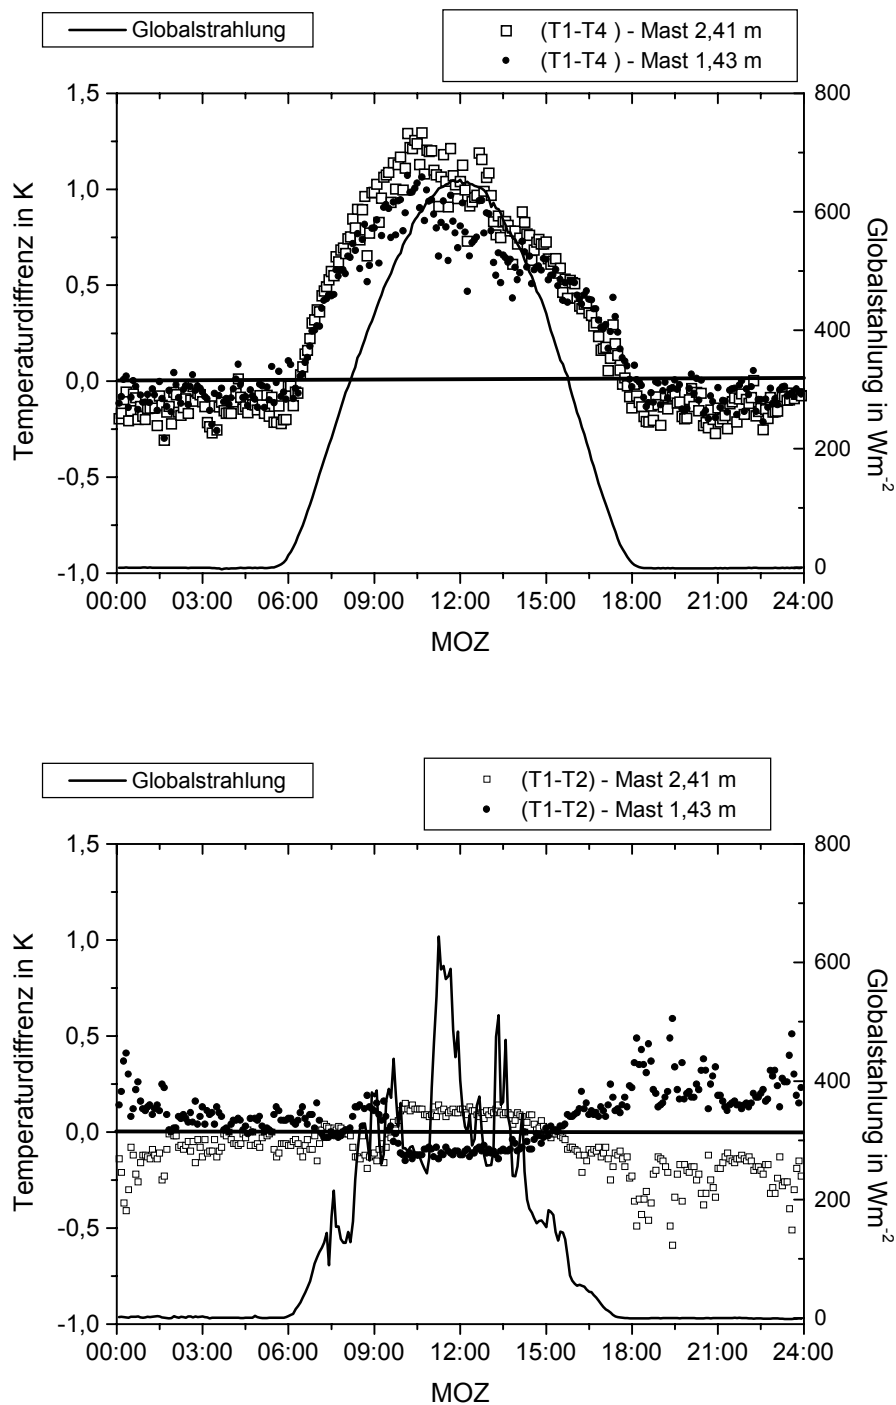 Globalstrahlung
(T1-T4 ) - Mast 2,41 m
(T1-T4 ) - Mast 1,43 m
1,5
1,0
0,5
0,0
-0,5
-1,0
Temperaturdiffrenz in K
800
600
400
200
0
Globalstahlung in Wm-2
00:00 03:00 06:00 09:00 12:00 15:00 18:00 21:00 24:00
MOZ
Globalstrahlung
(T1-T2) - Mast 2,41 m
(T1-T2) - Mast 1,43 m
1,5
1,0
0,5
0,0
-0,5
-1,0
Temperaturdiffrenz in K
800
600
400
200
0
Globalstahlung in Wm-2
00:00 03:00 06:00 09:00 12:00 15:00 18:00 21:00 24:00
MOZ